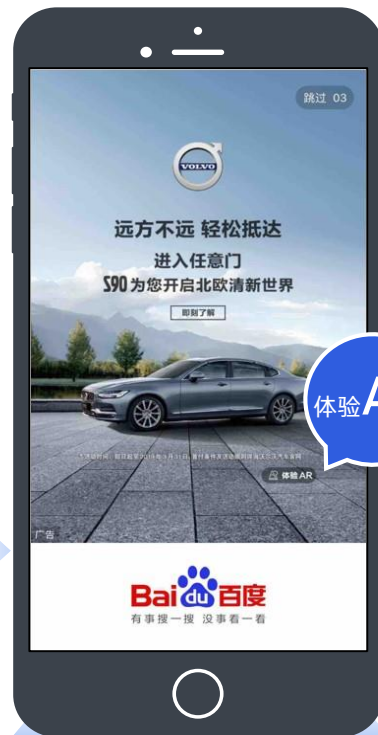 跳过 03
VOLVO
远方不远 轻松抵达
进入任意门
S90为您开启北欧清新世界
即刻了解
体验A
体验AR
广告
Bai du 百度
有事搜一搜 没事看一看